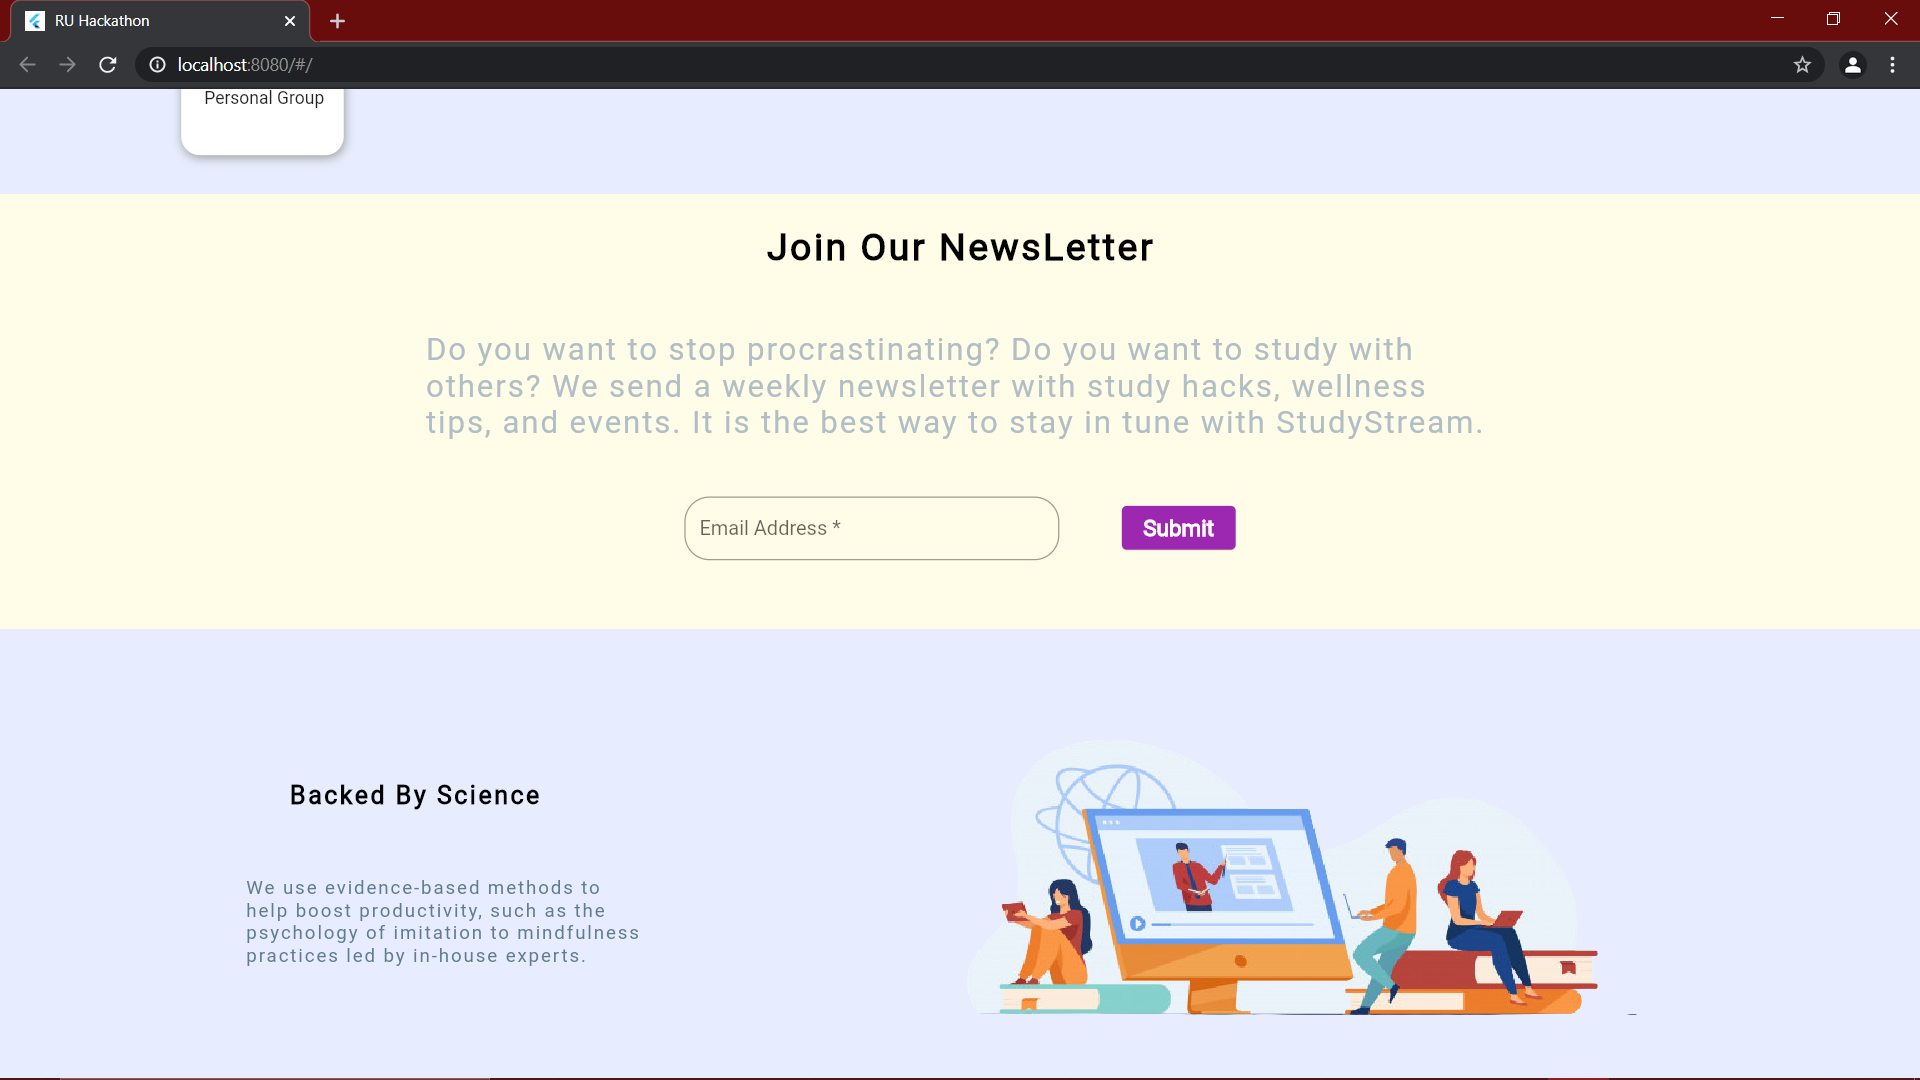 RU Hackathon
localhost:8080/#/
Personal Group
Join Our NewsLetter
Do you want to stop procrastinating? Do you want to study with
others? We send a weekly newsletter with study hacks, wellness
tips, and events. It is the best way to stay in tune with StudyStream.
Email Address *
Submit
Backed By Science
We use evidence-based methods to
help boost productivity, such as the
psychology of imitation to mindfulness
practices led by in-house experts.